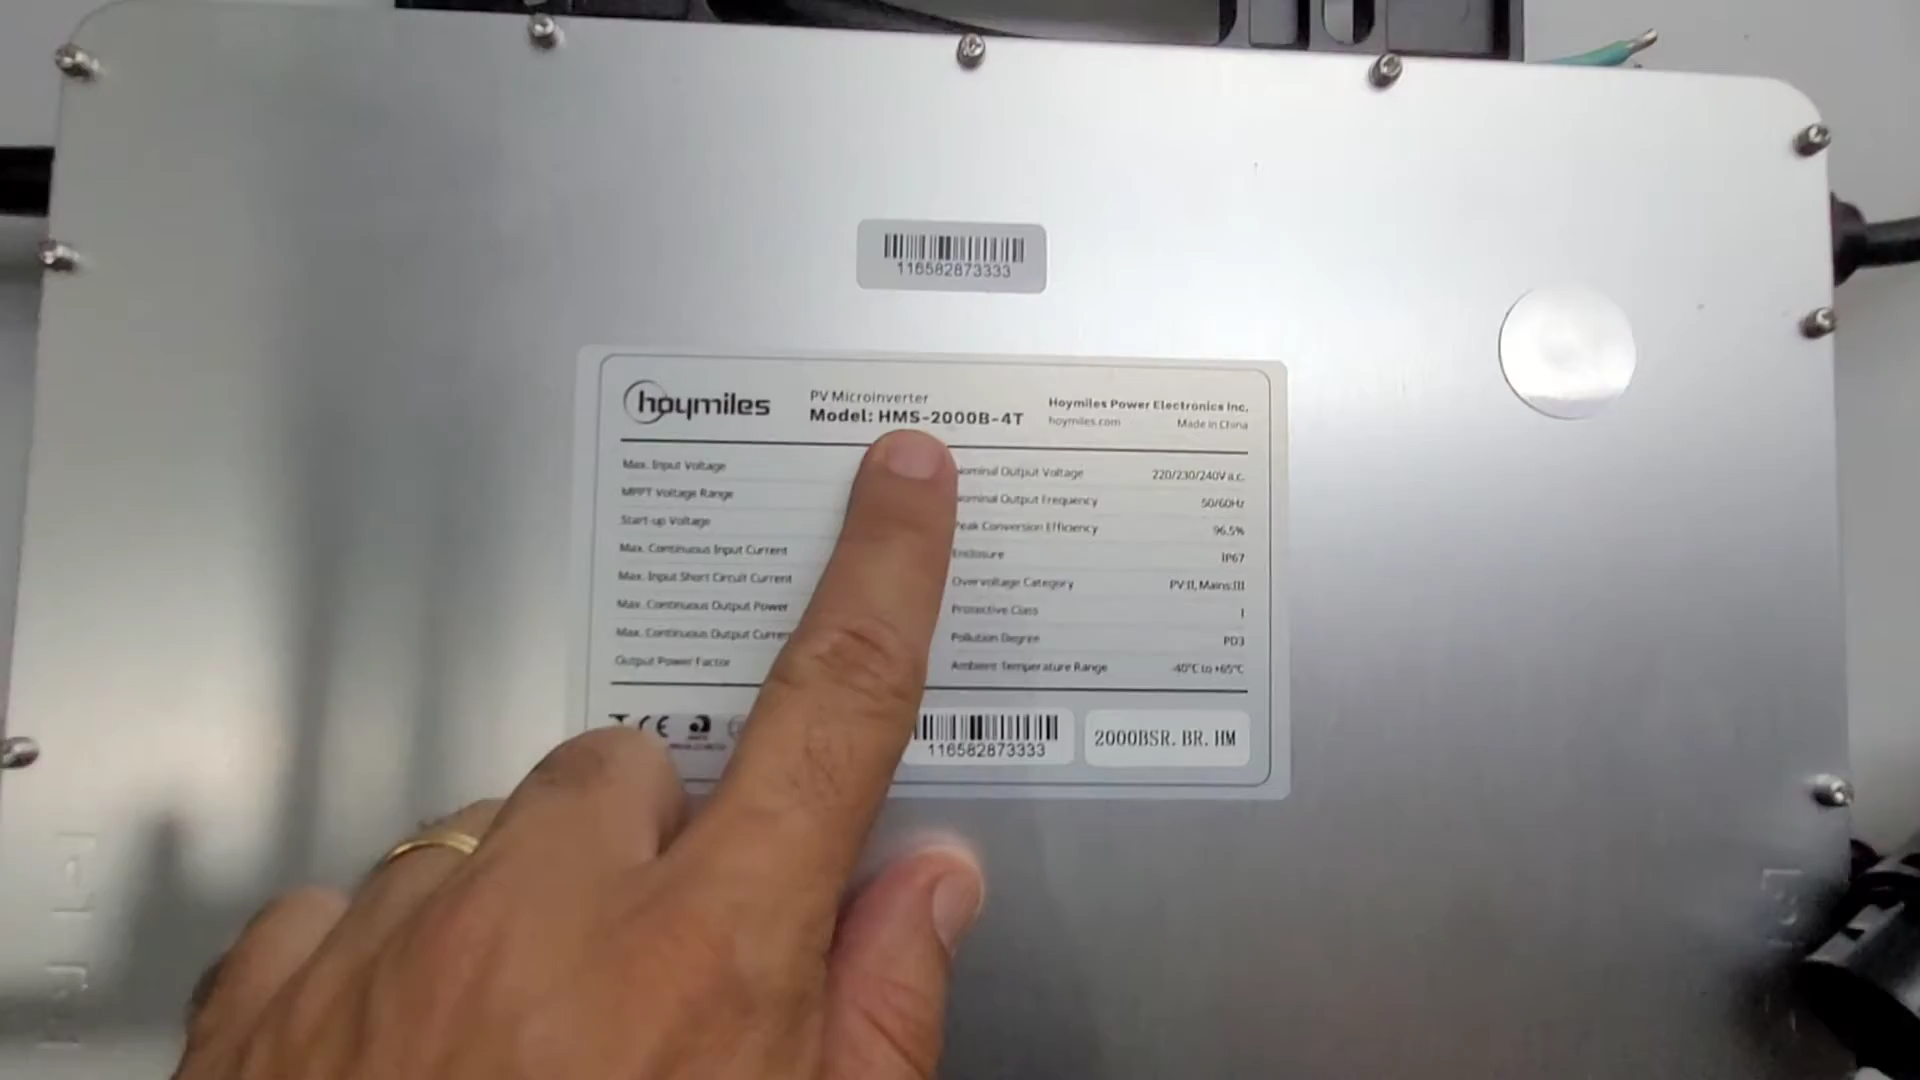 116582873333
hoymiles
PV Microinverter
Model: HMS-2000B-4T
Hoymiles Power Electronics Inc.
hoymiles.com Made in China
Max. Input Voltage
MPPT Voltage Range
Start-up Voltage
Max. Continuous Input Current
Max. Input Short Circuit Current
Max. Continuous Output Power
Max. Continuous Output
Output Power Factor
Nominal Output Voltage 220/230/240V a.c.
Nominal Output Frequency 50/60Hz
Peak Conversion Efficiency 96.5%
Enclosure IP67
Overvoltage Category PV:II, Mains:III
Protective Class I
Pollution Degree PD3
Ambient Temperature Range -40°C to +65°C
CE
116582873333
2000BSR.BR.HM